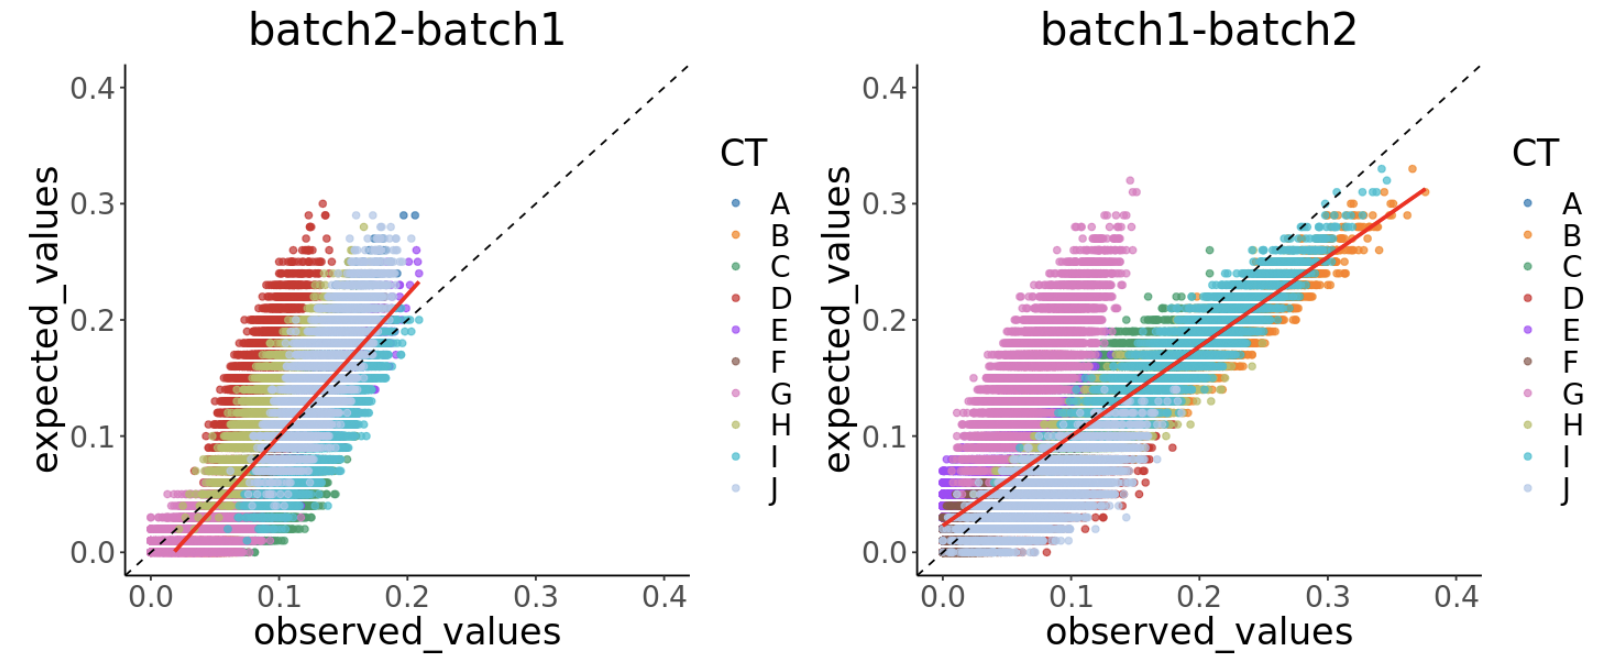 batch2-batch1
expected_values
0.4
0.3
0.2
0.1
0.0
0.0 0.1 0.2 0.3 0.4
observed_values
CT
A
B
C
D
E
F
G
H
I
J
batch1-batch2
expected_values
0.4
0.3
0.2
0.1
0.0
0.0 0.1 0.2 0.3 0.4
observed_values
CT
A
B
C
D
E
F
G
H
I
J